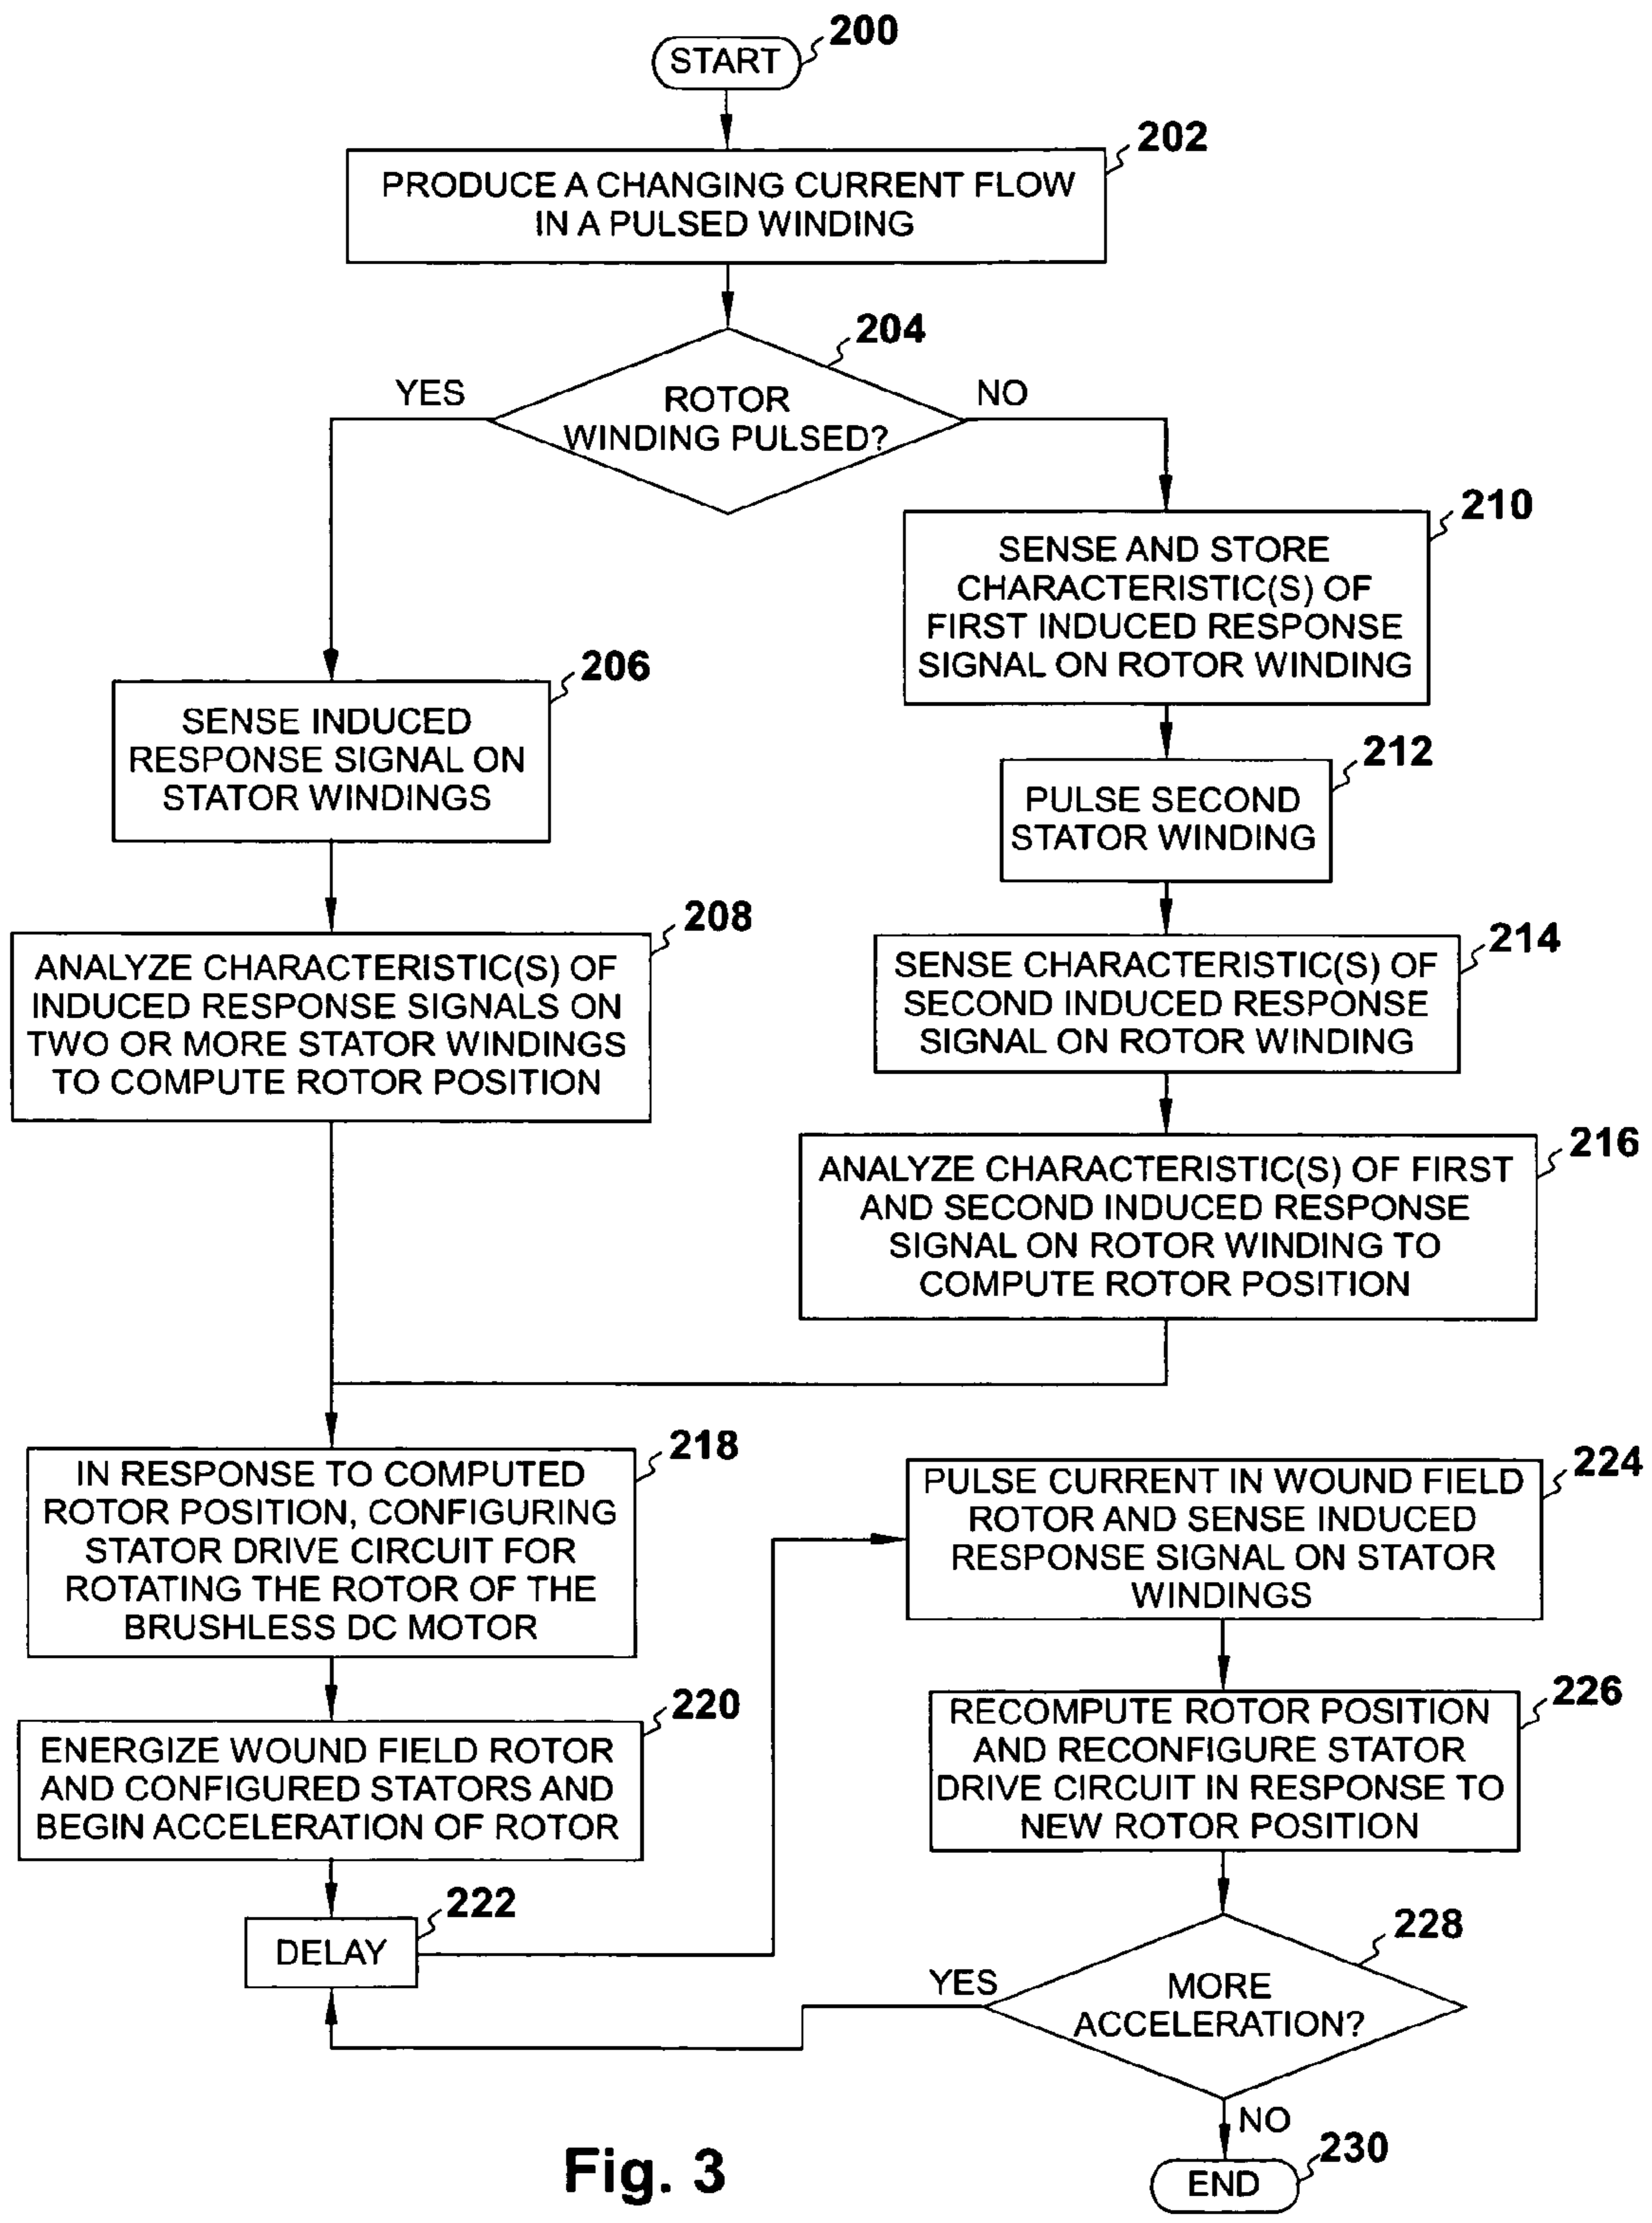 200
START
202
PRODUCE A CHANGING CURRENT FLOW
IN A PULSED WINDING
204
ROTOR
WINDING PULSED?
YES
NO
206
SENSE INDUCED
RESPONSE SIGNAL ON
STATOR WINDINGS
208
ANALYZE CHARACTERISTIC(S) OF
INDUCED RESPONSE SIGNALS ON
TWO OR MORE STATOR WINDINGS
TO COMPUTE ROTOR POSITION
210
SENSE AND STORE
CHARACTERISTIC(S) OF
FIRST INDUCED RESPONSE
SIGNAL ON ROTOR WINDING
212
PULSE SECOND
STATOR WINDING
214
SENSE CHARACTERISTIC(S) OF
SECOND INDUCED RESPONSE
SIGNAL ON ROTOR WINDING
216
ANALYZE CHARACTERISTIC(S) OF FIRST
AND SECOND INDUCED RESPONSE
SIGNAL ON ROTOR WINDING TO
COMPUTE ROTOR POSITION
218
IN RESPONSE TO COMPUTED
ROTOR POSITION, CONFIGURING
STATOR DRIVE CIRCUIT FOR
ROTATING THE ROTOR OF THE
BRUSHLESS DC MOTOR
220
ENERGIZE WOUND FIELD ROTOR
AND CONFIGURED STATORS AND
BEGIN ACCELERATION OF ROTOR
222
DELAY
224
PULSE CURRENT IN WOUND FIELD
ROTOR AND SENSE INDUCED
RESPONSE SIGNAL ON STATOR
WINDINGS
226
RECOMPUTE ROTOR POSITION
AND RECONFIGURE STATOR
DRIVE CIRCUIT IN RESPONSE TO
NEW ROTOR POSITION
228
MORE
ACCELERATION?
YES
NO
230
END
Fig. 3